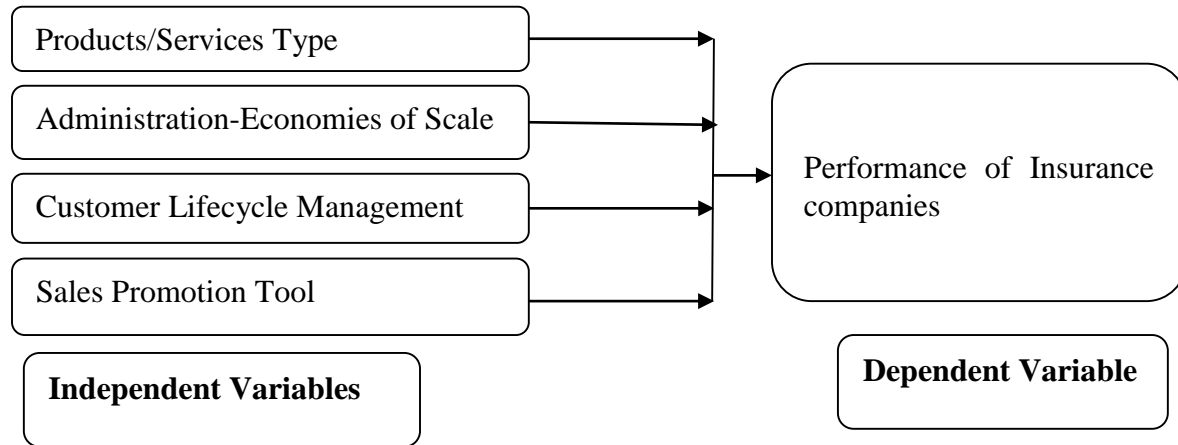 Products/Services Type
Administration-Economies of Scale
Customer Lifecycle Management
Sales Promotion Tool
Independent Variables
Performance of Insurance
companies
Dependent Variable